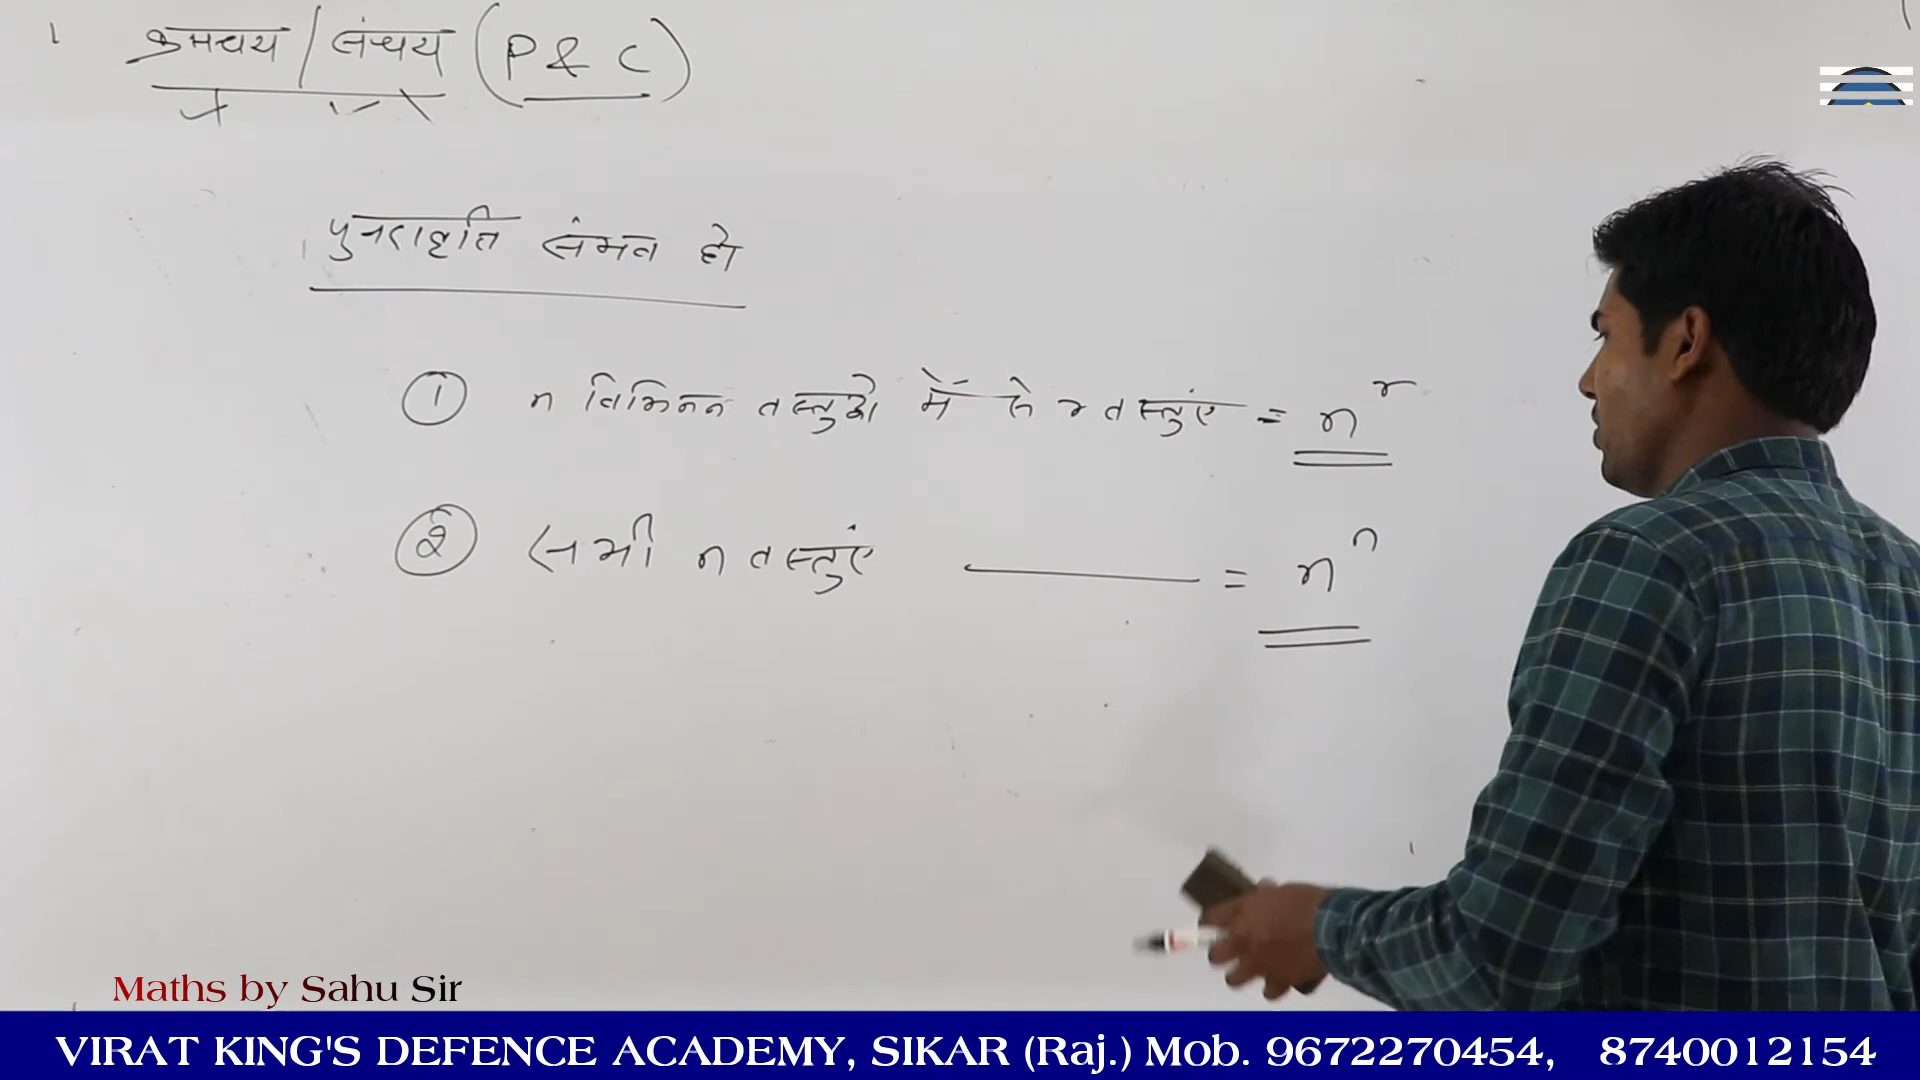 क्रमचय / संचय (P & C)
पुनरावृत्ति संभव हो
① n विभिन्न वस्तुओ में से r वस्तुएं = n^r
② सभी n वस्तुएं ——— = n^n
Maths by Sahu Sir
VIRAT KING'S DEFENCE ACADEMY, SIKAR (Raj.) Mob. 9672270454, 8740012154